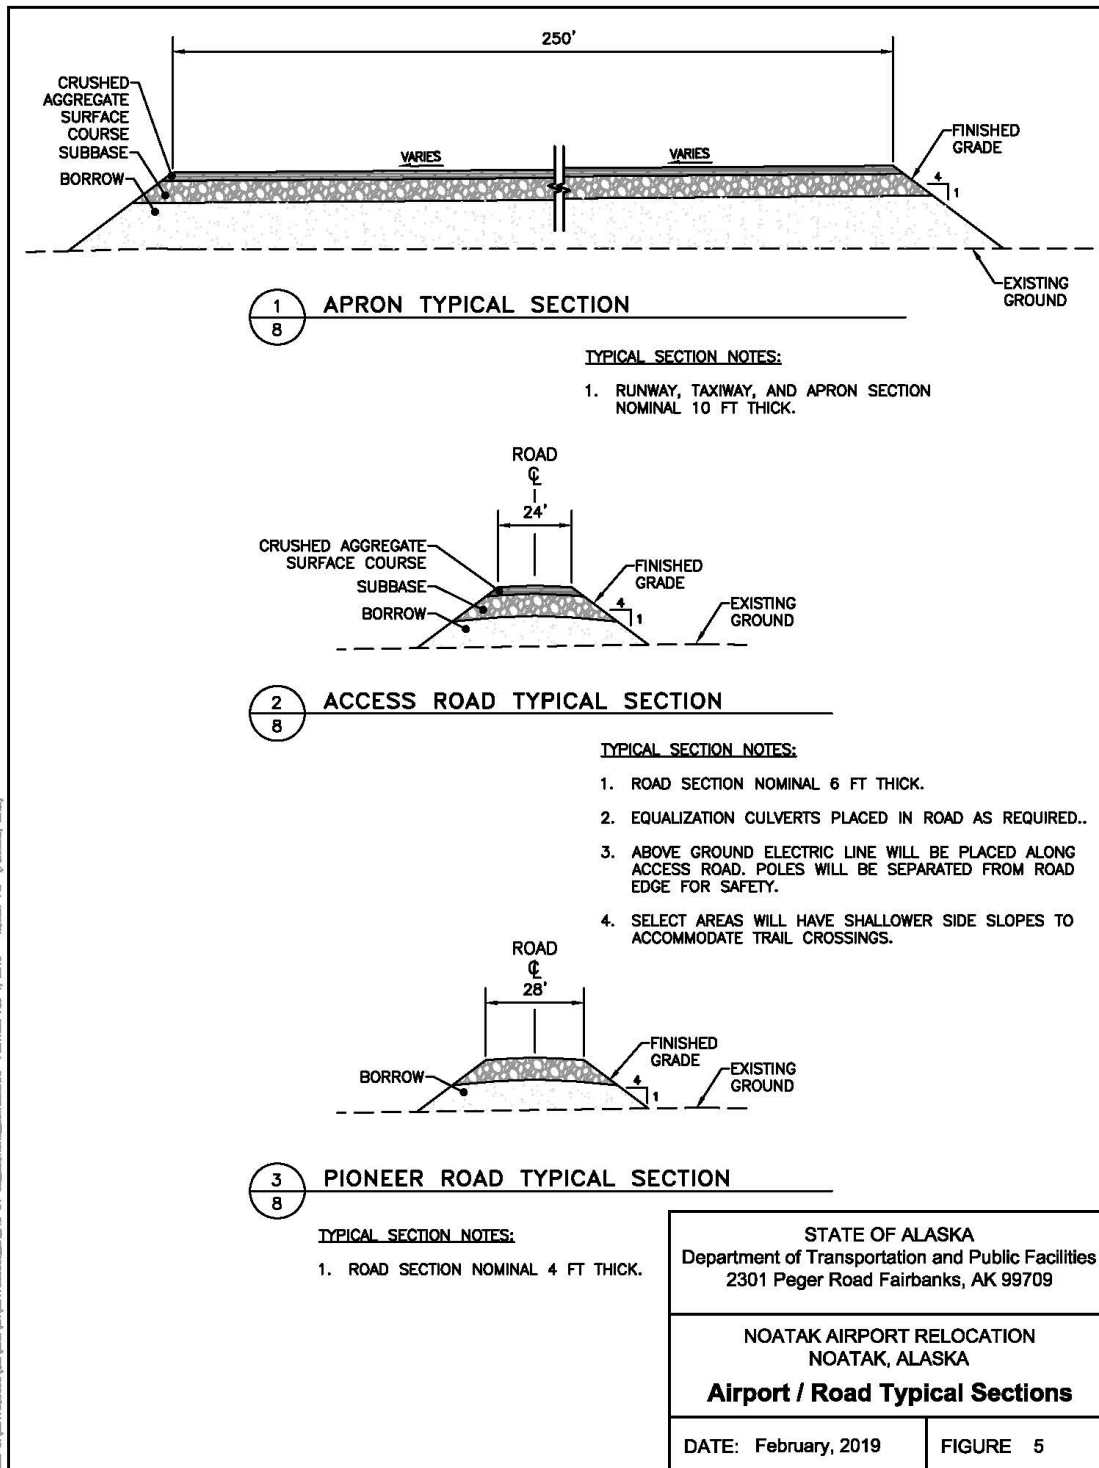 250'
CRUSHED
AGGREGATE
SURFACE
COURSE
SUBBASE
BORROW
VARIES
VARIES
FINISHED
GRADE
4
1
EXISTING
GROUND
1
8
APRON TYPICAL SECTION
TYPICAL SECTION NOTES:
1. RUNWAY, TAXIWAY, AND APRON SECTION
NOMINAL 10 FT THICK.
ROAD
℄
24'
CRUSHED AGGREGATE
SURFACE COURSE
SUBBASE
BORROW
FINISHED
GRADE
4
1
EXISTING
GROUND
2
8
ACCESS ROAD TYPICAL SECTION
TYPICAL SECTION NOTES:
1. ROAD SECTION NOMINAL 6 FT THICK.
2. EQUALIZATION CULVERTS PLACED IN ROAD AS REQUIRED..
3. ABOVE GROUND ELECTRIC LINE WILL BE PLACED ALONG
ACCESS ROAD. POLES WILL BE SEPARATED FROM ROAD
EDGE FOR SAFETY.
4. SELECT AREAS WILL HAVE SHALLOWER SIDE SLOPES TO
ACCOMMODATE TRAIL CROSSINGS.
ROAD
℄
28'
BORROW
FINISHED
GRADE
4
1
EXISTING
GROUND
3
8
PIONEER ROAD TYPICAL SECTION
TYPICAL SECTION NOTES:
1. ROAD SECTION NOMINAL 4 FT THICK.
STATE OF ALASKA
Department of Transportation and Public Facilities
2301 Peger Road Fairbanks, AK 99709
NOATAK AIRPORT RELOCATION
NOATAK, ALASKA
Airport / Road Typical Sections
DATE: February, 2019
FIGURE 5